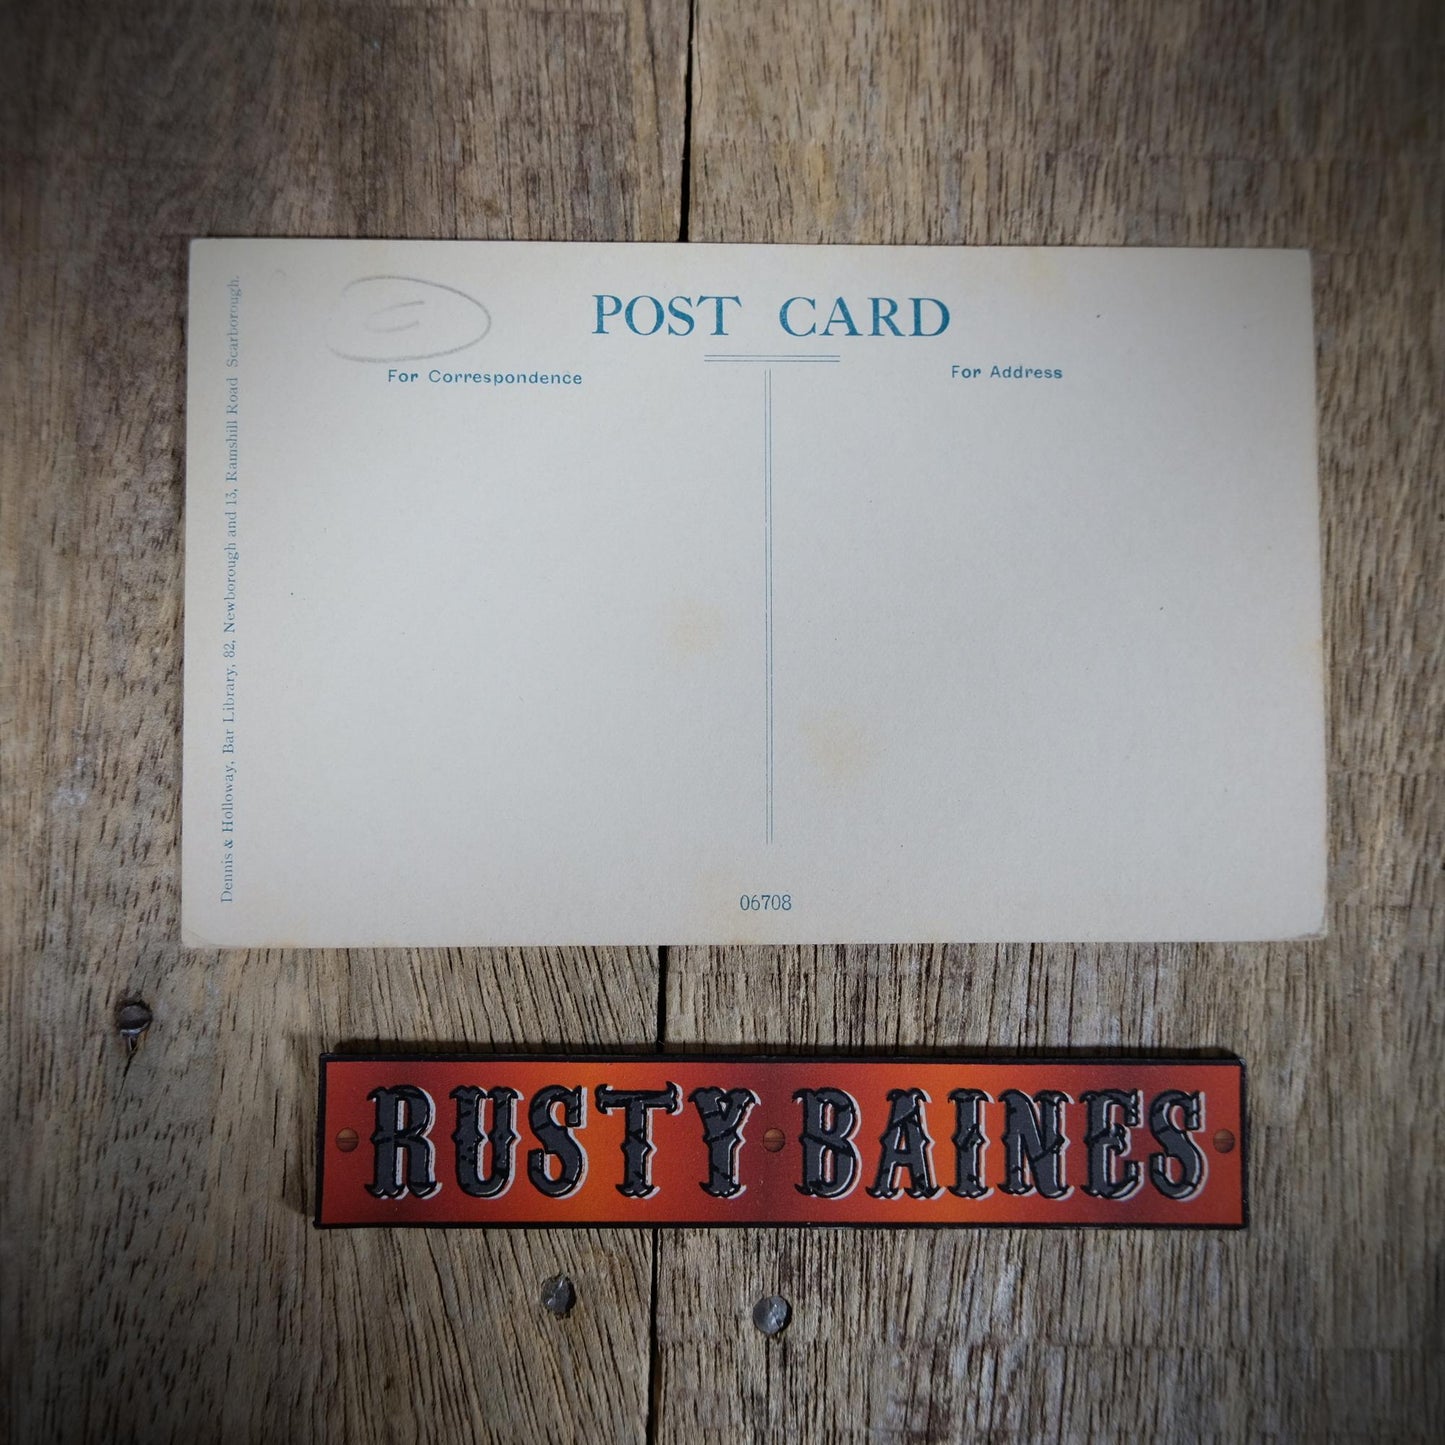 POST CARD
For Correspondence
For Address
Dennis & Holloway, Bar Library, 82, Newborough and 13, Ramshill Road Scarborough.
06708
RUSTY BAINES